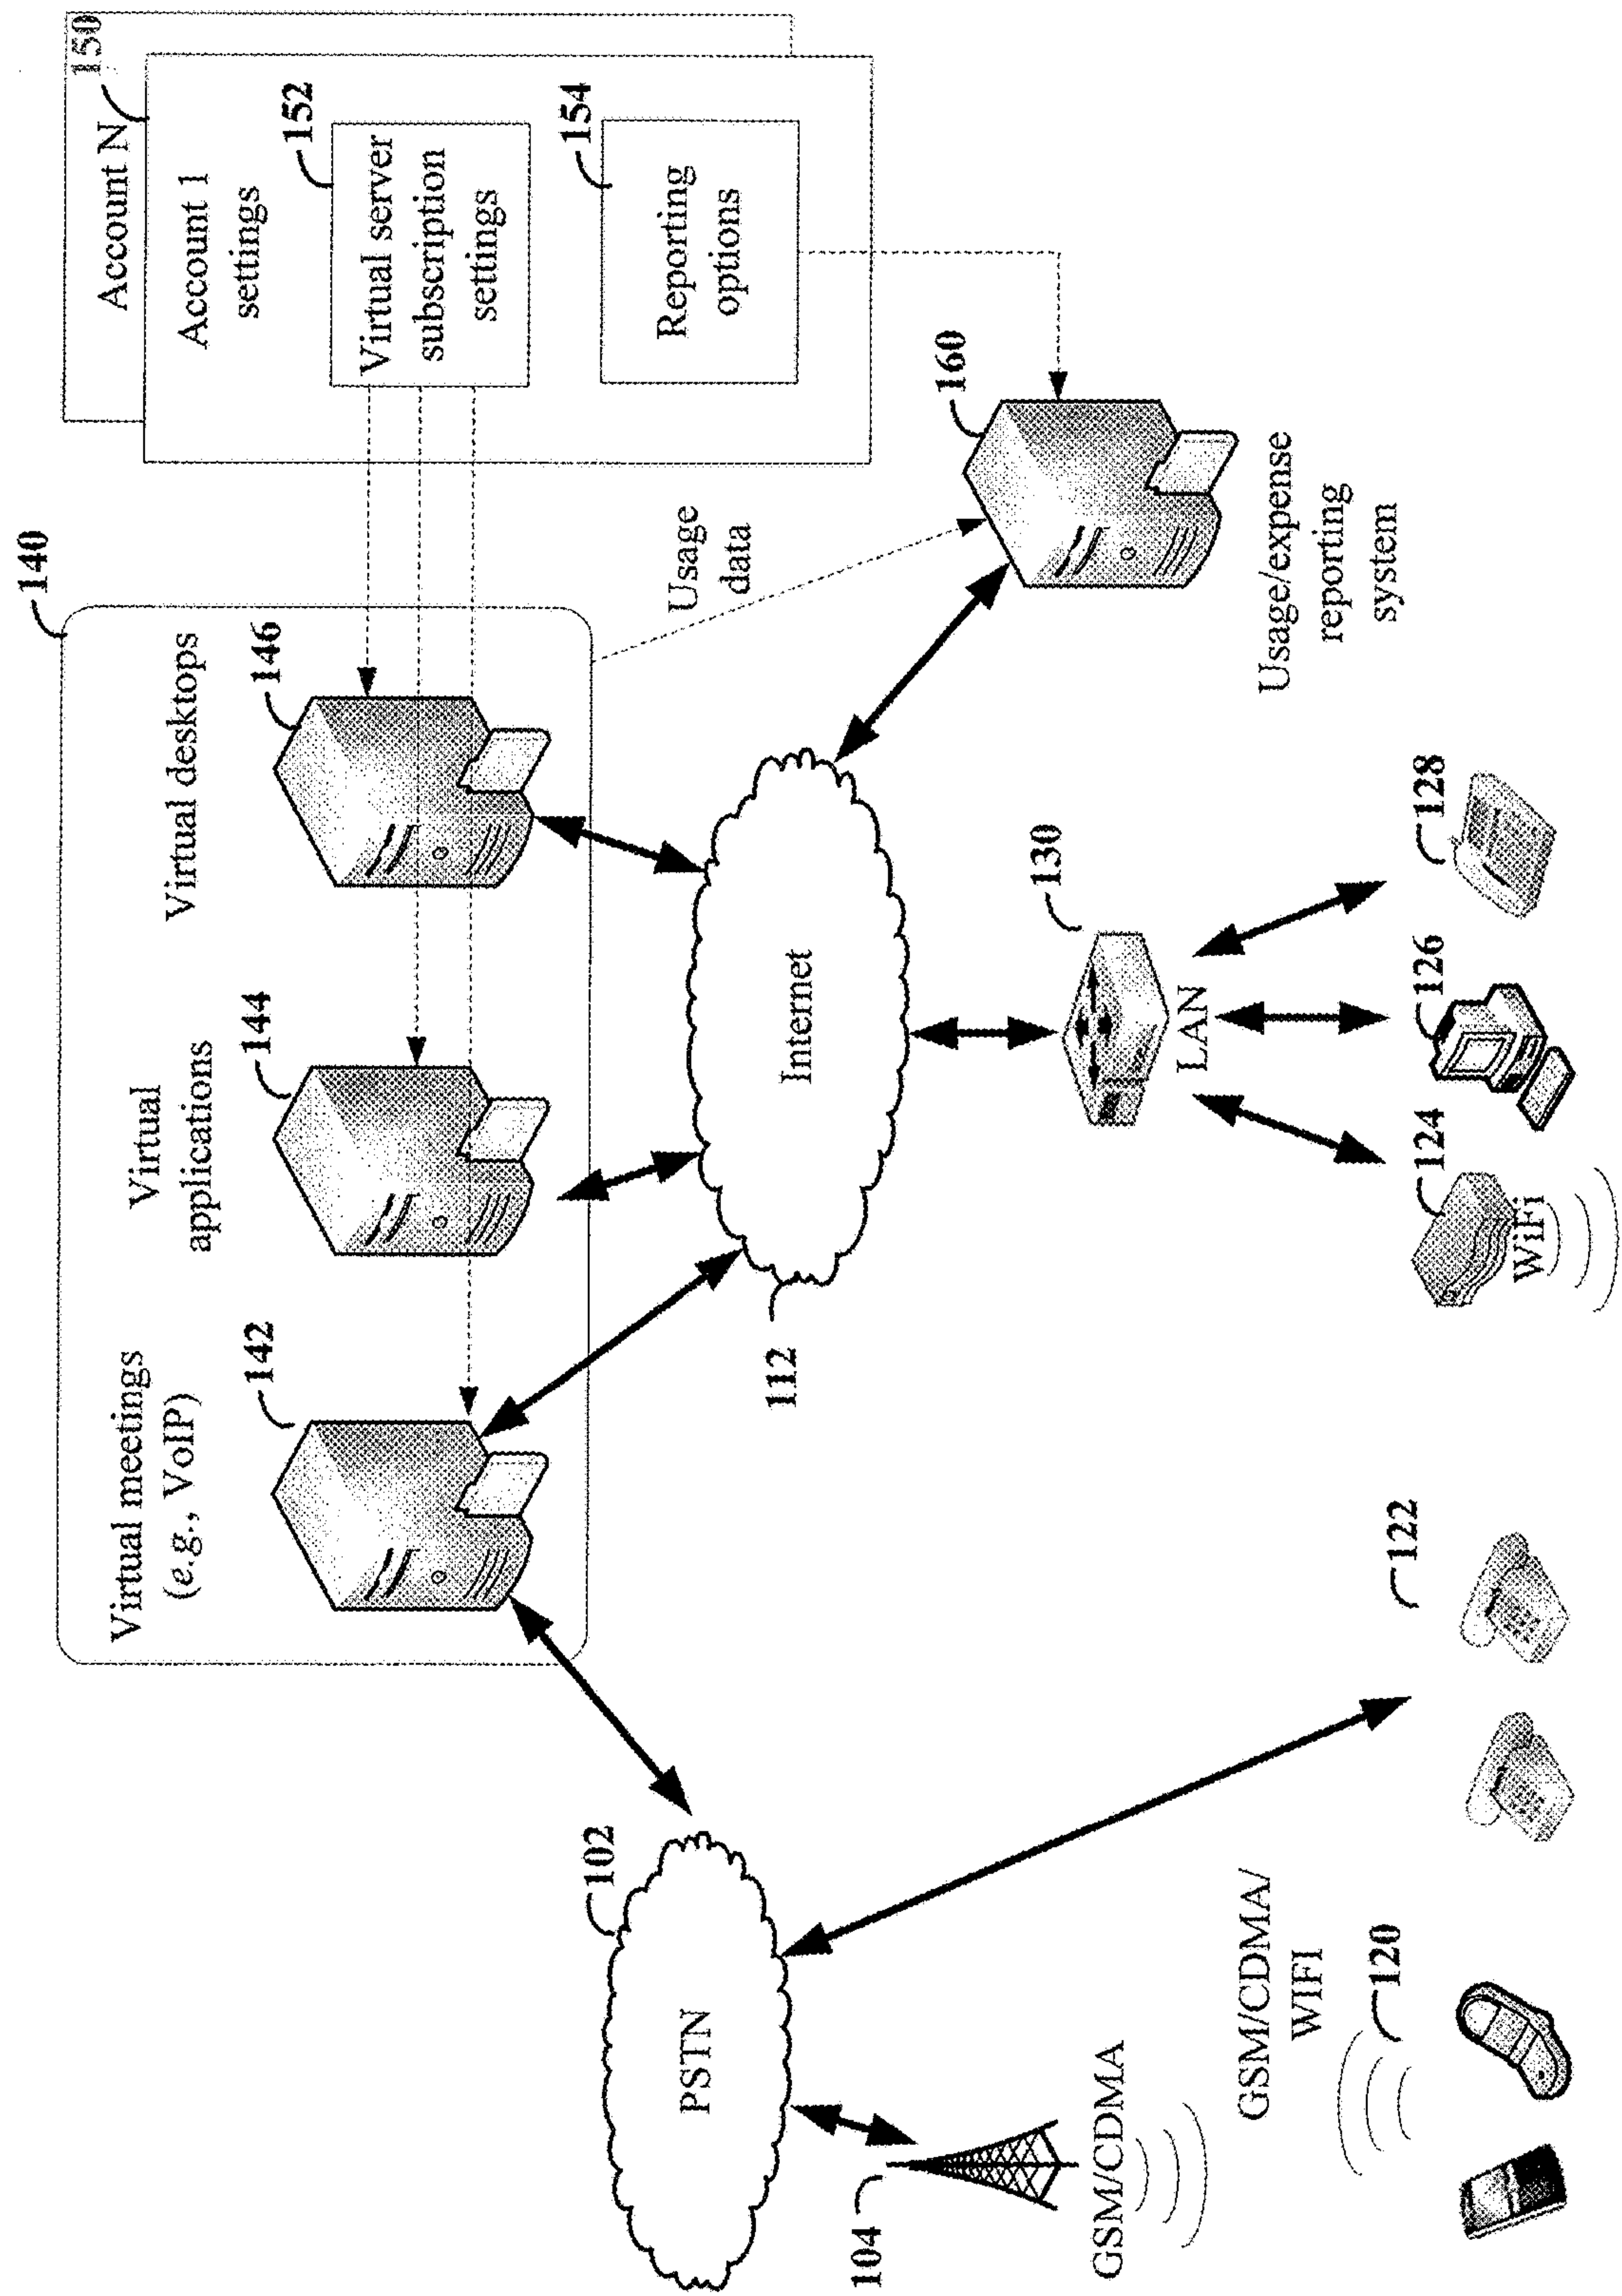 140
Virtual meetings
(e.g., VoIP)
142
Virtual
applications
144
Virtual desktops
146
150
Account N
Account 1
settings
152
Virtual server
subscription
settings
154
Reporting
options
Usage
data
160
Usage/expense
reporting
system
102
PSTN
104
GSM/CDMA
112
Internet
130
LAN
GSM/CDMA/
WIFI
120
122
124
WiFi
126
128